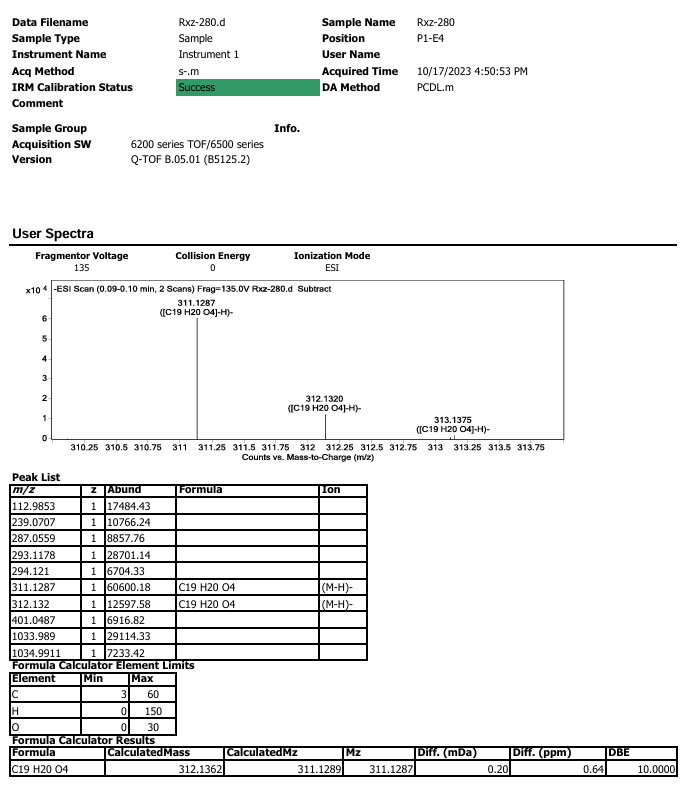 Data Filename Rxz-280.d Sample Name Rxz-280
Sample Type Sample Position P1-E4
Instrument Name Instrument 1 User Name
Acq Method s-.m Acquired Time 10/17/2023 4:50:53 PM
IRM Calibration Status Success DA Method PCDL.m
Comment
Sample Group Info.
Acquisition SW 6200 series TOF/6500 series
Version Q-TOF B.05.01 (B5125.2)
User Spectra
Fragmentor Voltage Collision Energy Ionization Mode
135 0 ESI
x10 4 -ESI Scan (0.09-0.10 min, 2 Scans) Frag=135.0V Rxz-280.d Subtract
311.1287
([C19 H20 O4]-H)-
6
5
4
3
2
312.1320
([C19 H20 O4]-H)-
1
313.1375
([C19 H20 O4]-H)-
0
310.25 310.5 310.75 311 311.25 311.5 311.75 312 312.25 312.5 312.75 313 313.25 313.5 313.75
Counts vs. Mass-to-Charge (m/z)
Peak List
m/z z Abund Formula Ion
112.9853 1 17484.43
239.0707 1 10766.24
287.0559 1 8857.76
293.1178 1 28701.14
294.121 1 6704.33
311.1287 1 60600.18 C19 H20 O4 (M-H)-
312.132 1 12597.58 C19 H20 O4 (M-H)-
401.0487 1 6916.82
1033.989 1 29114.33
1034.9911 1 7233.42
Formula Calculator Element Limits
Element Min Max
C 3 60
H 0 150
O 0 30
Formula Calculator Results
Formula CalculatedMass CalculatedMz Mz Diff. (mDa) Diff. (ppm) DBE
C19 H20 O4 312.1362 311.1289 311.1287 0.20 0.64 10.0000